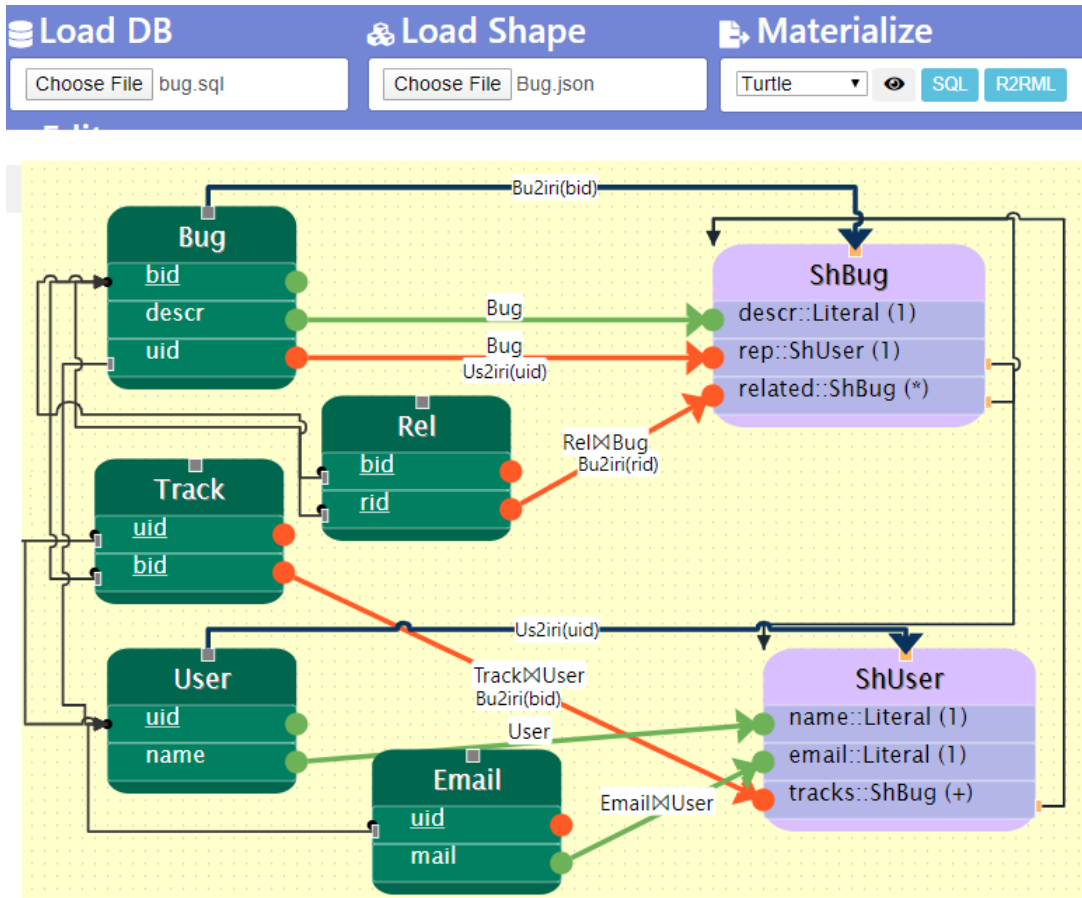 Load DB
Load Shape
Materialize
Choose File bug.sql
Choose File Bug.json
Turtle
SQL
R2RML
Bu2iri(bid)
Bug
bid
descr
uid
ShBug
descr::Literal (1)
rep::ShUser (1)
related::ShBug (*)
Bug
Bug
Us2iri(uid)
Rel
bid
rid
Rel⋈Bug
Bu2iri(rid)
Track
uid
bid
Us2iri(uid)
User
uid
name
Track⋈User
Bu2iri(bid)
User
ShUser
name::Literal (1)
email::Literal (1)
tracks::ShBug (+)
Email
uid
mail
Email⋈User